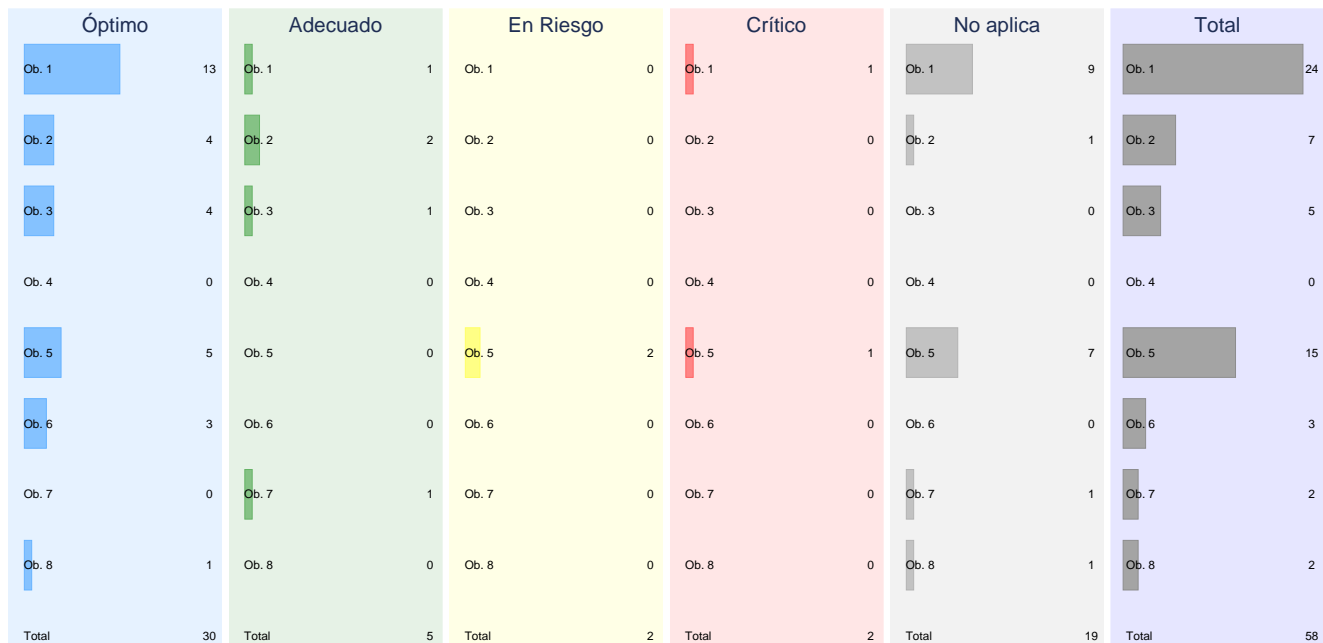 Óptimo Adecuado En Riesgo Crítico No aplica Total
Ob. 1 13 Ob. 1 1 Ob. 1 0 Ob. 1 1 Ob. 1 9 Ob. 1 24
Ob. 2 4 Ob. 2 2 Ob. 2 0 Ob. 2 0 Ob. 2 1 Ob. 2 7
Ob. 3 4 Ob. 3 1 Ob. 3 0 Ob. 3 0 Ob. 3 0 Ob. 3 5
Ob. 4 0 Ob. 4 0 Ob. 4 0 Ob. 4 0 Ob. 4 0 Ob. 4 0
Ob. 5 5 Ob. 5 0 Ob. 5 2 Ob. 5 1 Ob. 5 7 Ob. 5 15
Ob. 6 3 Ob. 6 0 Ob. 6 0 Ob. 6 0 Ob. 6 0 Ob. 6 3
Ob. 7 0 Ob. 7 1 Ob. 7 0 Ob. 7 0 Ob. 7 1 Ob. 7 2
Ob. 8 1 Ob. 8 0 Ob. 8 0 Ob. 8 0 Ob. 8 1 Ob. 8 2
Total 30 Total 5 Total 2 Total 2 Total 19 Total 58